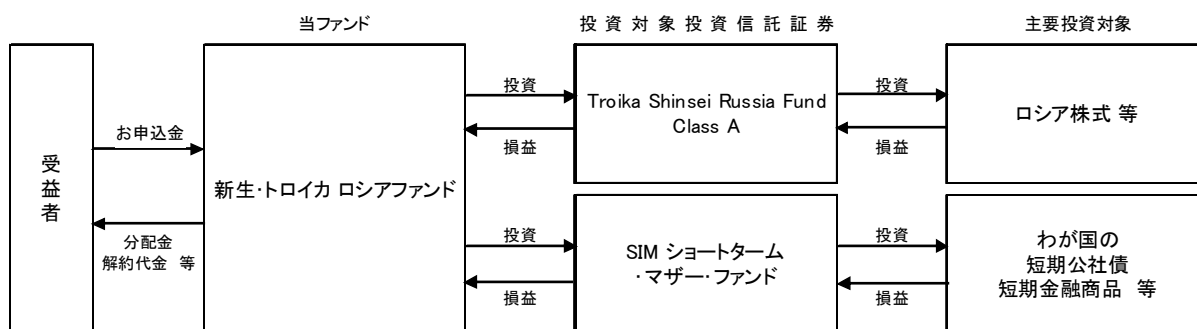 当ファンド
投資対象投資信託証券
主要投資対象
受益者
お申込金
分配金
解約代金 等
新生・トロイカ ロシアファンド
投資
損益
Troika Shinsei Russia Fund
Class A
投資
損益
ロシア株式 等
投資
損益
SIM ショートターム
・マザー・ファンド
投資
損益
わが国の
短期公社債
短期金融商品 等